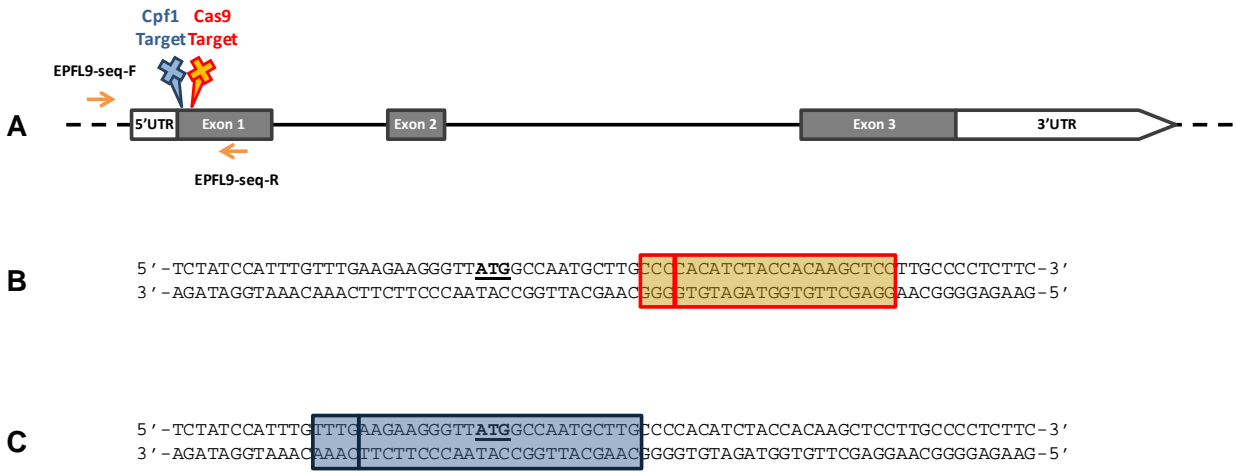 Cpf1 Target
Cas9 Target
EPFL9-seq-F
A
5'UTR
Exon 1
Exon 2
Exon 3
3'UTR
EPFL9-seq-R
B
5'-TCTATCCATTTGTTTGAAGAAGGGTTATGGCCAATGCTTGCCCCACATCTACCACAAGCTCCTTGCCCCTCTTC-3'
3'-AGATAGGTAAACAAACTTCTTCCCAATACCGGTTACGAACGGGGTGTAGATGGTGTTCGAGGAACGGGGAGAAG-5'
C
5'-TCTATCCATTTGTTTGAAGAAGGGTTATGGCCAATGCTTGCCCCACATCTACCACAAGCTCCTTGCCCCTCTTC-3'
3'-AGATAGGTAAACAAACTTCTTCCCAATACCGGTTACGAACGGGGTGTAGATGGTGTTCGAGGAACGGGGAGAAG-5'